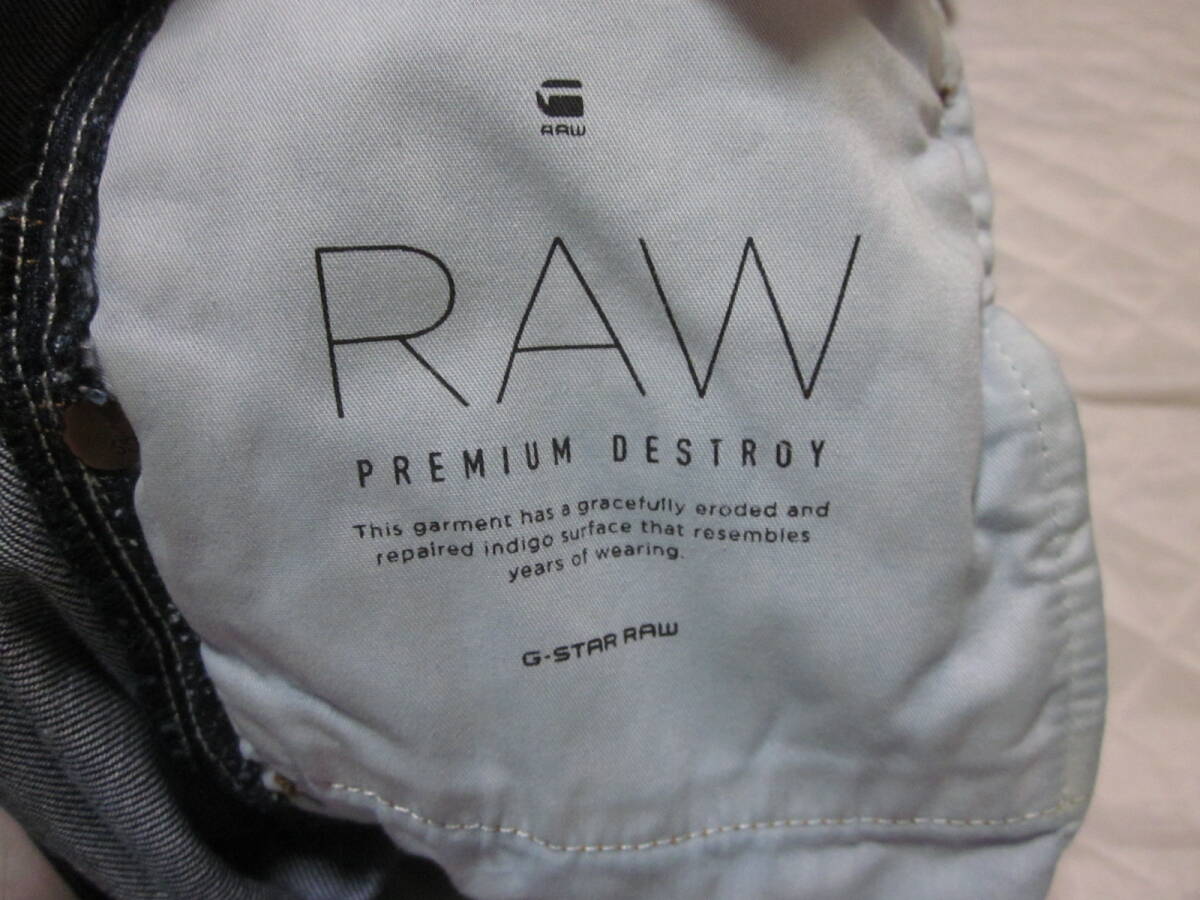 RAW
RAW
PREMIUM DESTROY
This garment has a gracefully eroded and
repaired indigo surface that resembles
years of wearing.
G-STAR RAW